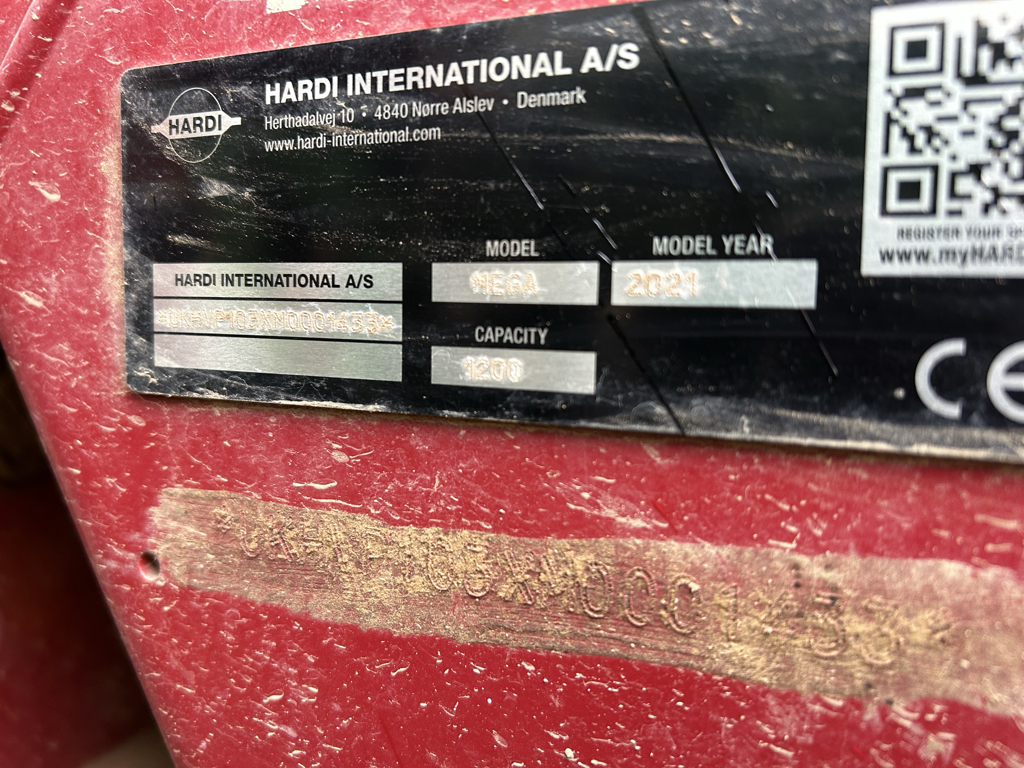 HARDI
HARDI INTERNATIONAL A/S
Herthadalvej 10 • 4840 Nørre Alslev • Denmark
www.hardi-international.com
REGISTER YOUR
www.myHARD
MODEL
MEGA
MODEL YEAR
2021
HARDI INTERNATIONAL A/S
CAPACITY
1200
CE